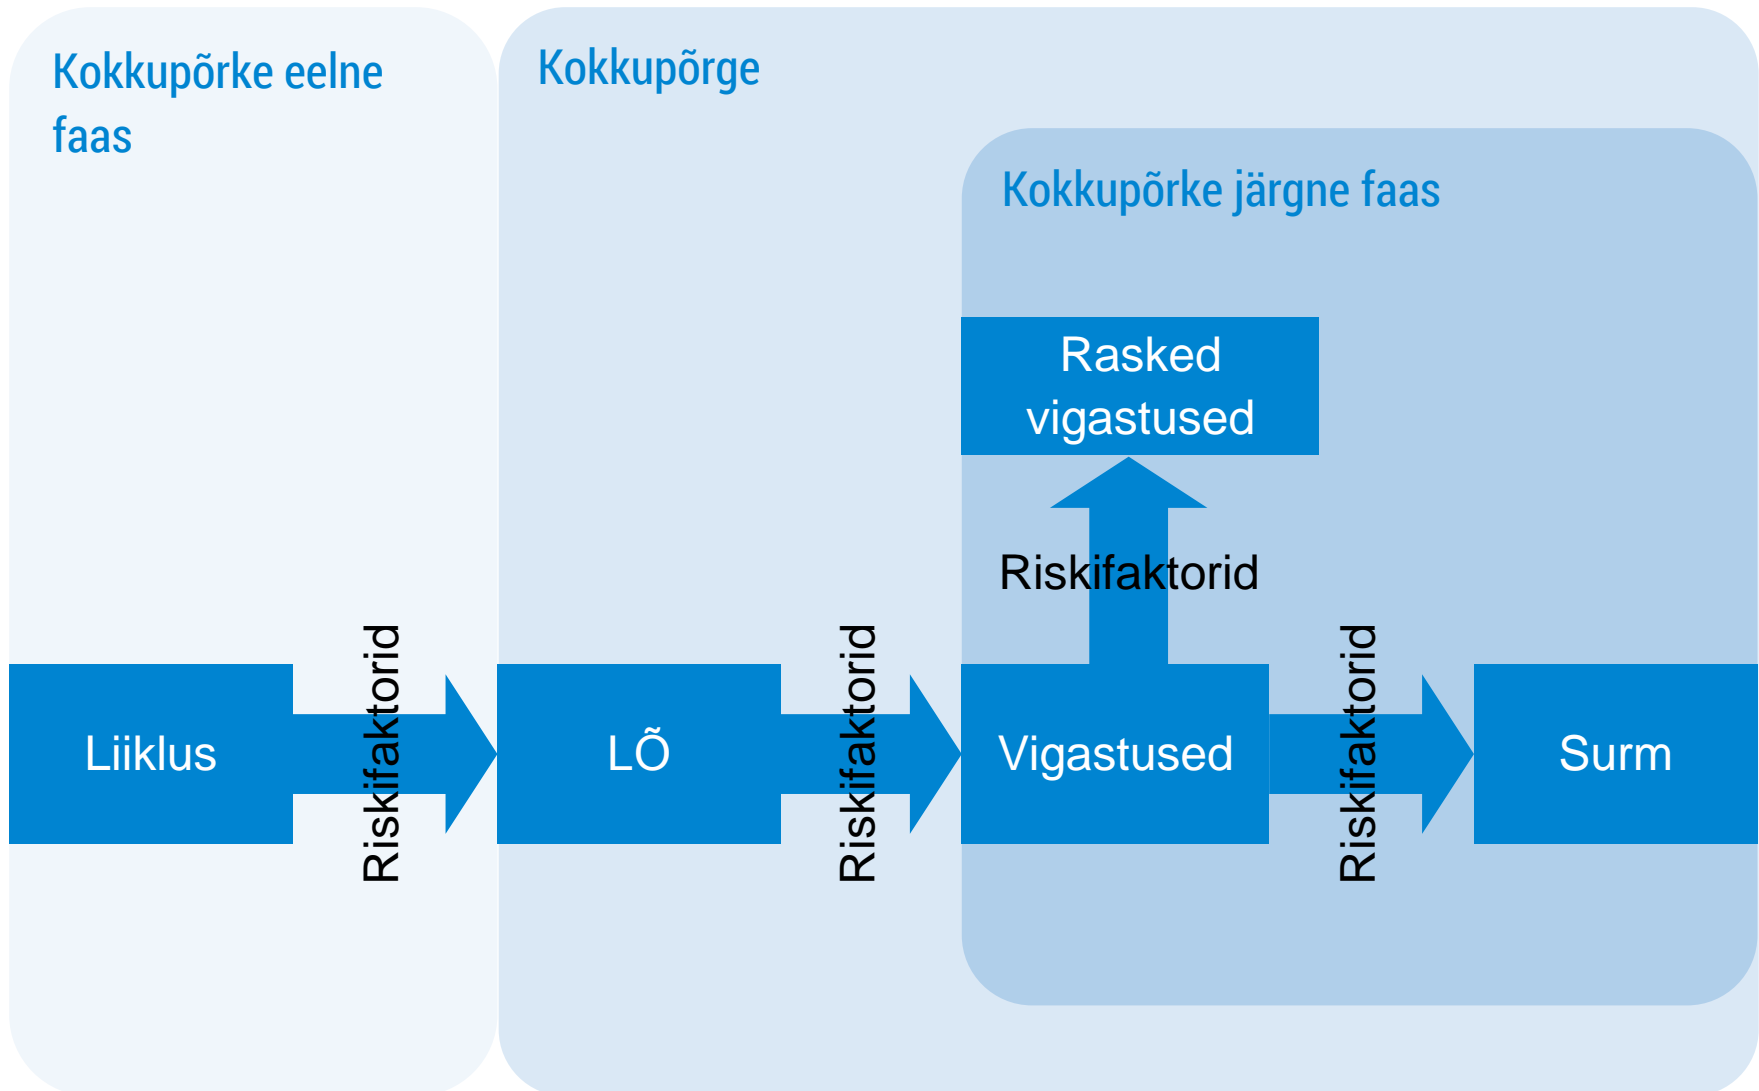 Kokkupõrke eelne
faas
Kokkupõrge
Kokkupõrke järgne faas
Rasked
vigastused
Riskifaktorid
Liiklus
Riskifaktorid
LÕ
Riskifaktorid
Vigastused
Riskifaktorid
Surm